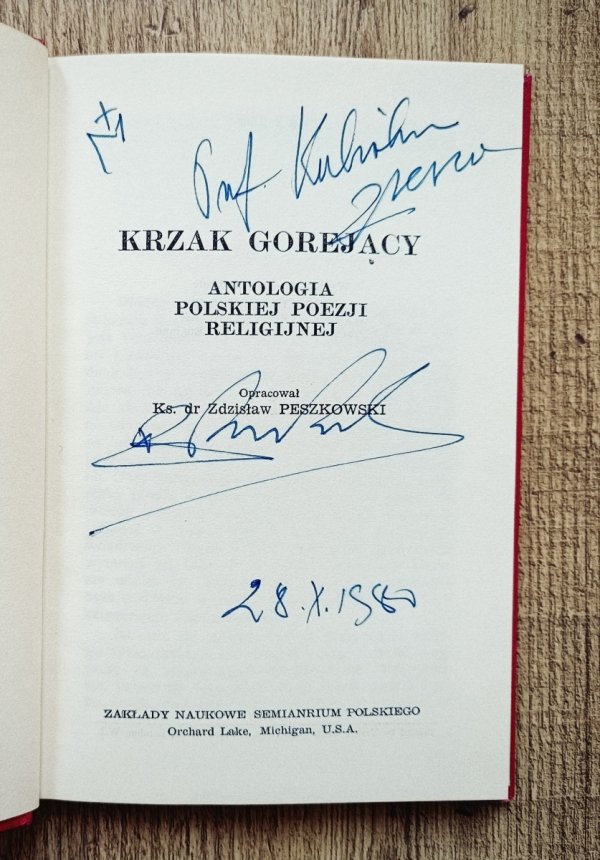 Prof.
KRZAK GOREJĄCY
ANTOLOGIA
POLSKIEJ POEZJI
RELIGIJNEJ
Opracował
Ks. dr Zdzisław PESZKOWSKI
28.X.1980
ZAKŁADY NAUKOWE SEMIANRIUM POLSKIEGO
Orchard Lake, Michigan, U.S.A.